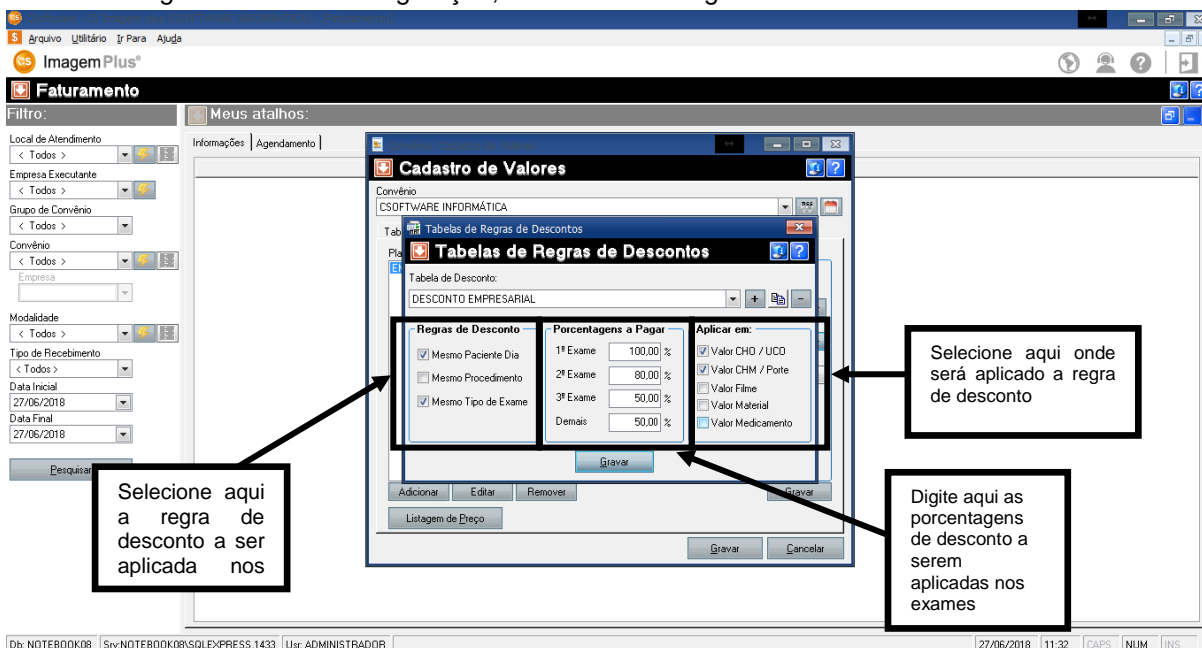 Arquivo Utilitário Ir Para Ajuda
ImagemPlus®
Faturamento
Filtro:
Meus atalhos:
Local de Atendimento
< Todos >
Empresa Executante
< Todos >
Grupo de Convênio
< Todos >
Convênio
< Todos >
Empresa
Modalidade
< Todos >
Tipo de Recebimento
< Todos >
Data Inicial
27/06/2018
Data Final
27/06/2018
Pesquisar
Informações Agendamento
Cadastro de Valores
Convênio
CSOFTWARE INFORMÁTICA
Tabelas de Regras de Descontos
Tabelas de Regras de Descontos
Tabela de Desconto:
DESCONTO EMPRESARIAL
Regras de Desconto
Mesmo Paciente Dia
Mesmo Procedimento
Mesmo Tipo de Exame
Porcentagens a Pagar
1º Exame 100,00 %
2º Exame 80,00 %
3º Exame 50,00 %
Demais 50,00 %
Aplicar em:
Valor CHO / UCO
Valor CHM / Porte
Valor Filme
Valor Material
Valor Medicamento
Gravar
Adicionar Editar Remover Gravar
Listagem de Preço
Gravar Cancelar
Selecione aqui
a regra de
desconto a ser
aplicada nos
Selecione aqui onde
será aplicado a regra
de desconto
Digite aqui as
porcentagens
de desconto a
serem
aplicadas nos
exames
Db: NOTEBOOK08 Srv:NOTEBOOK08\SQLEXPRESS,1433 Usr: ADMINISTRADOR 27/06/2018 11:32 CAPS NUM INS